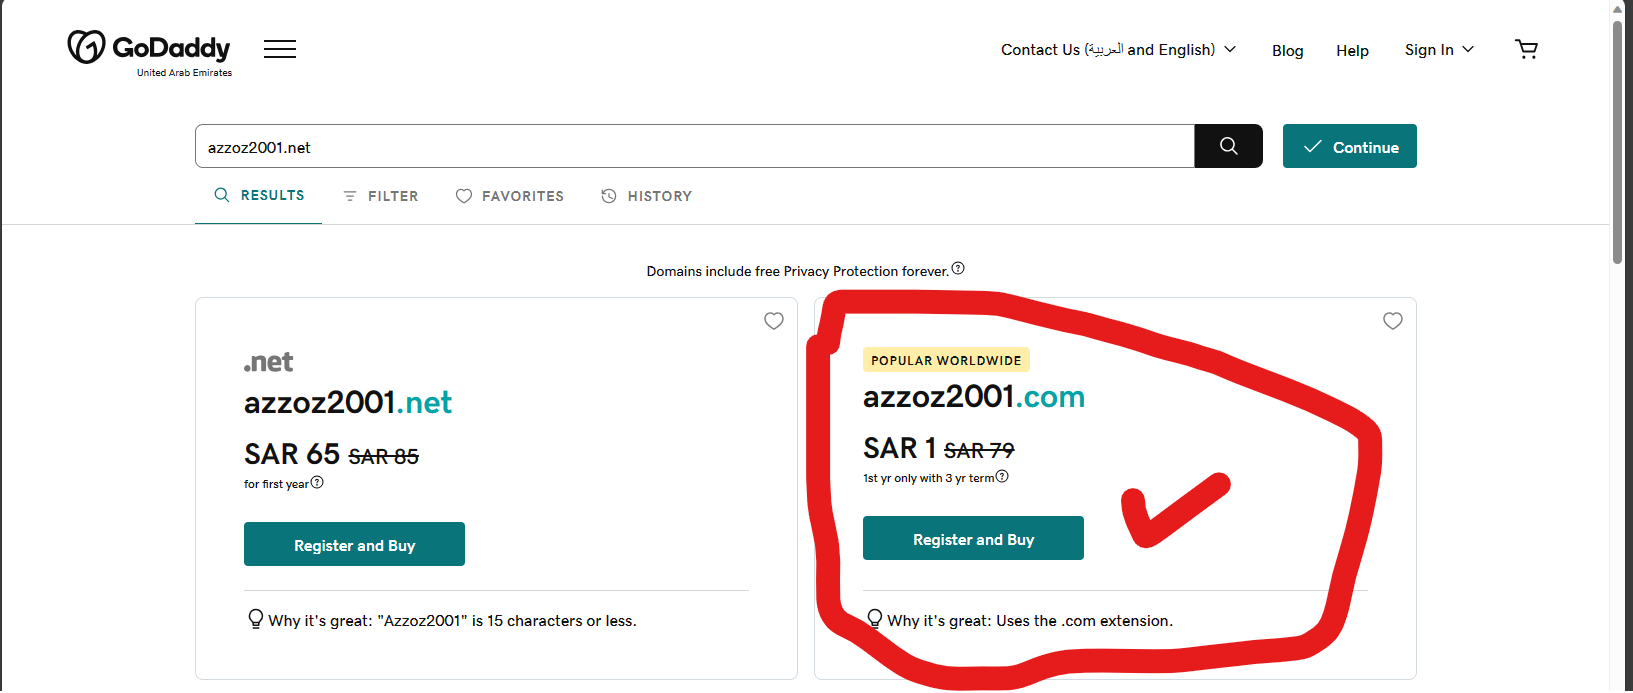 GoDaddy
United Arab Emirates
Contact Us (العربية and English)
Blog
Help
Sign In
azzoz2001.net
Continue
RESULTS
FILTER
FAVORITES
HISTORY
Domains include free Privacy Protection forever.
.net
azzoz2001.net
SAR 65 SAR 85
for first year
Register and Buy
Why it's great: "Azzoz2001" is 15 characters or less.
POPULAR WORLDWIDE
azzoz2001.com
SAR 1 SAR 79
1st yr only with 3 yr term
Register and Buy
Why it's great: Uses the .com extension.